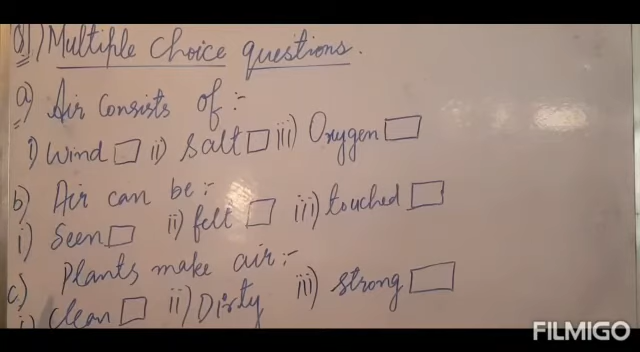 Q1) Multiple choice questions.
a) Air consists of :-
i) Wind ii) Salt iii) Oxygen
b) Air can be :-
i) Seen ii) felt iii) touched
c) Plants make air :-
i) Clean ii) Dirty iii) strong
FILMIGO